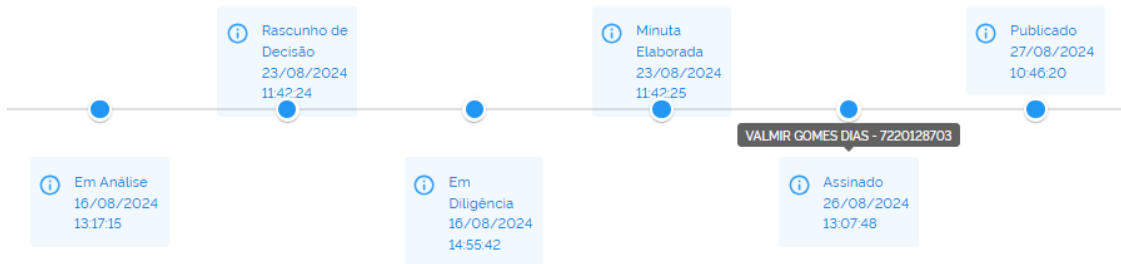 Rascunho de
Decisão
23/08/2024
11:42:24
Minuta
Elaborada
23/08/2024
11:42:25
Publicado
27/08/2024
10:46:20
VALMIR GOMES DIAS - 7220128703
Em Análise
16/08/2024
13:17:15
Em
Diligência
16/08/2024
14:55:42
Assinado
26/08/2024
13:07:48